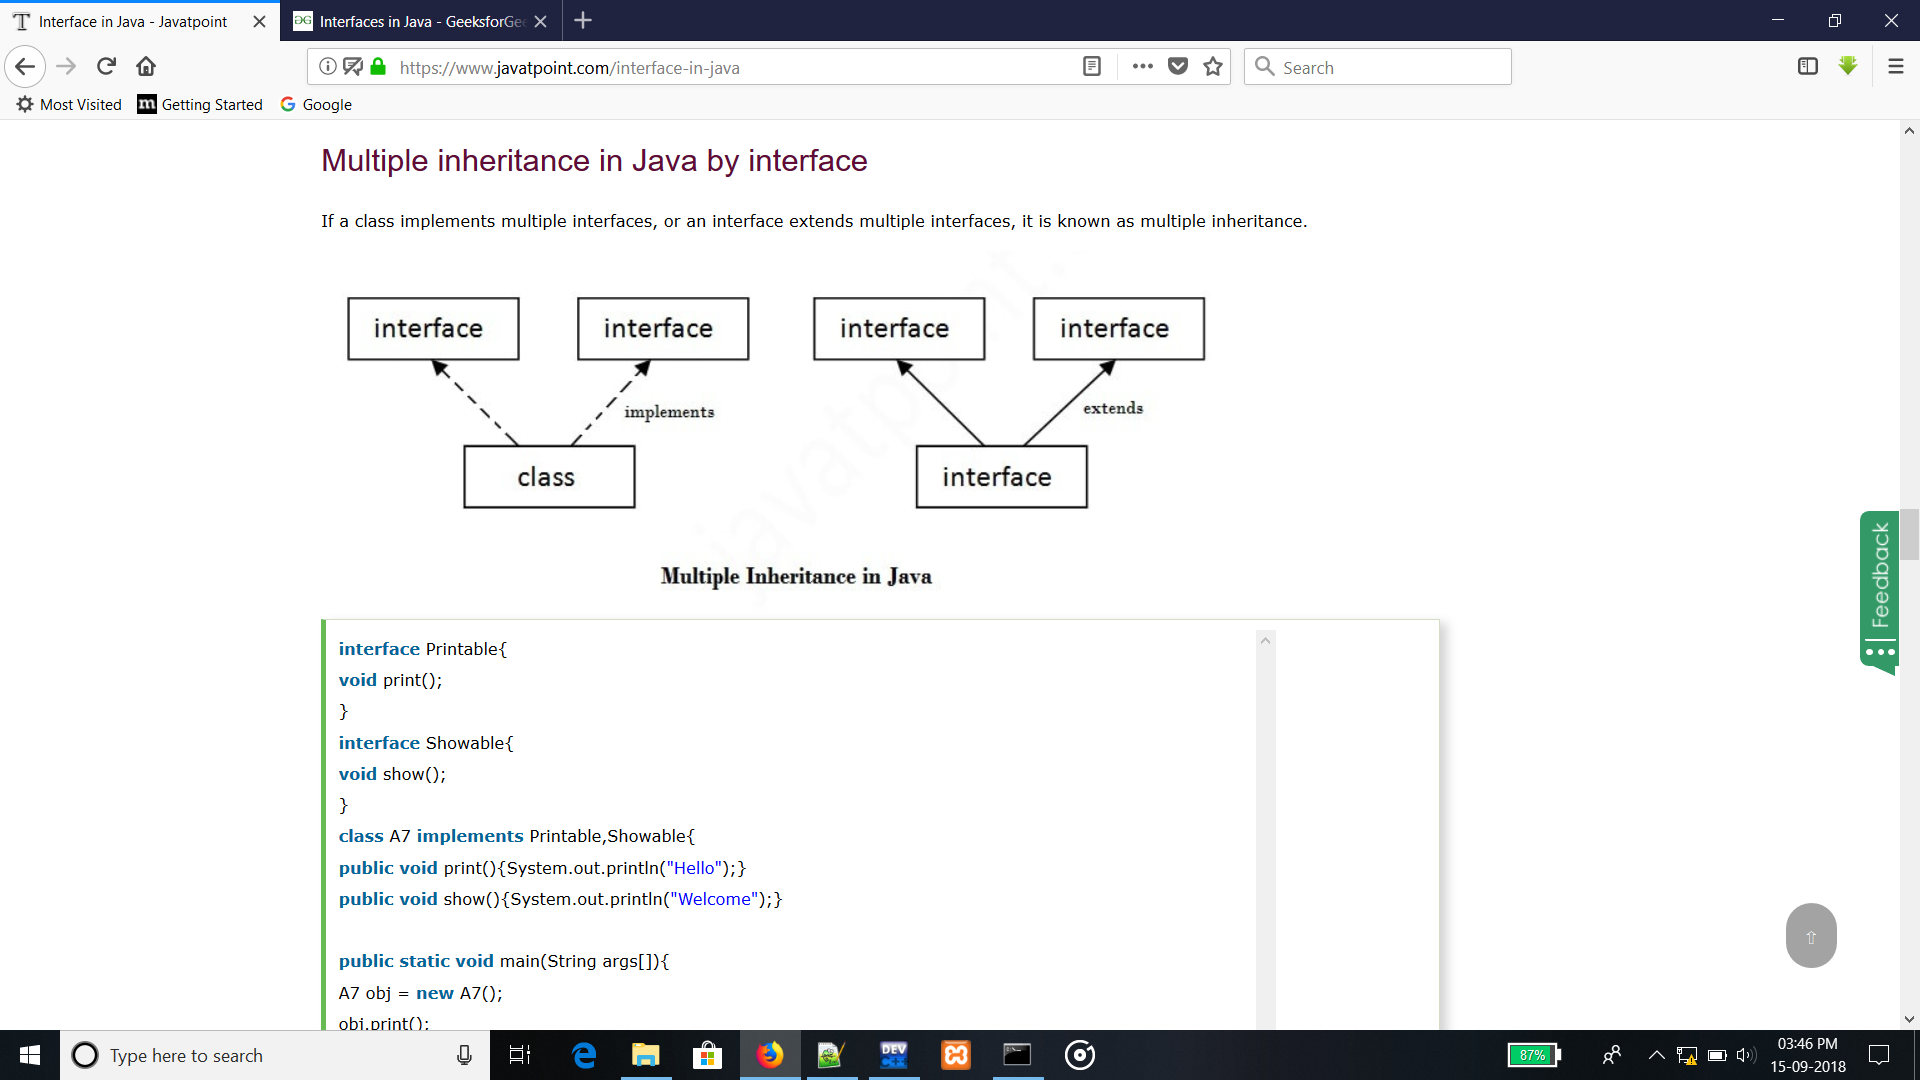 Interface in Java - Javatpoint
Interfaces in Java - GeeksforGee
https://www.javatpoint.com/interface-in-java
Search
Most Visited
m Getting Started
Google
Multiple inheritance in Java by interface
If a class implements multiple interfaces, or an interface extends multiple interfaces, it is known as multiple inheritance.
interface interface interface interface
implements extends
class interface
javatpoint.
Multiple Inheritance in Java
Feedback
interface Printable{
void print();
}
interface Showable{
void show();
}
class A7 implements Printable,Showable{
public void print(){System.out.println("Hello");}
public void show(){System.out.println("Welcome");}
public static void main(String args[]){
A7 obj = new A7();
obj.print();
Type here to search
DEV
87%
03:46 PM
15-09-2018